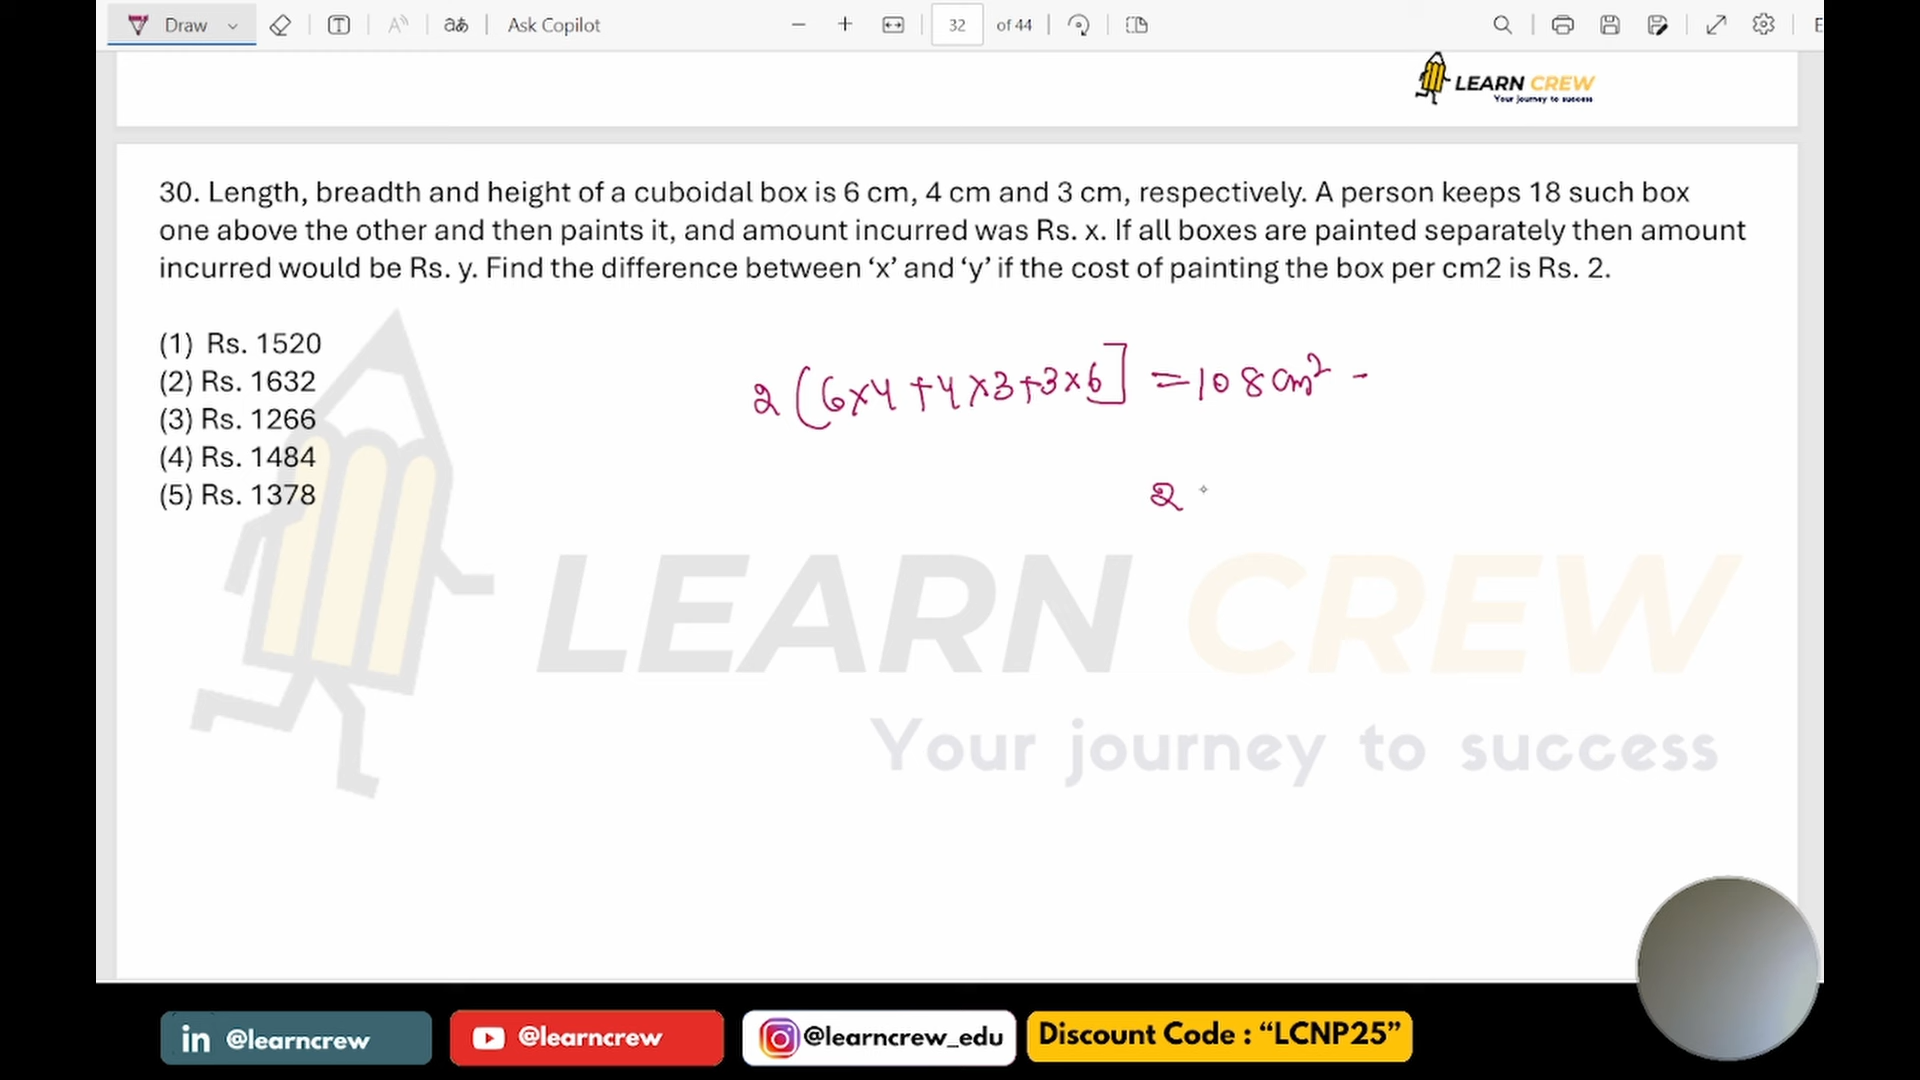 Draw
aあ
Ask Copilot
32 of 44
LEARN CREW
Your journey to success
30. Length, breadth and height of a cuboidal box is 6 cm, 4 cm and 3 cm, respectively. A person keeps 18 such box
one above the other and then paints it, and amount incurred was Rs. x. If all boxes are painted separately then amount
incurred would be Rs. y. Find the difference between ‘x’ and ‘y’ if the cost of painting the box per cm2 is Rs. 2.
(1) Rs. 1520
(2) Rs. 1632
(3) Rs. 1266
(4) Rs. 1484
(5) Rs. 1378
2 (6×4+4×3+3×6] =108cm² -
2
LEARN CREW
Your journey to success
in @learncrew
@learncrew
@learncrew_edu
Discount Code : “LCNP25”